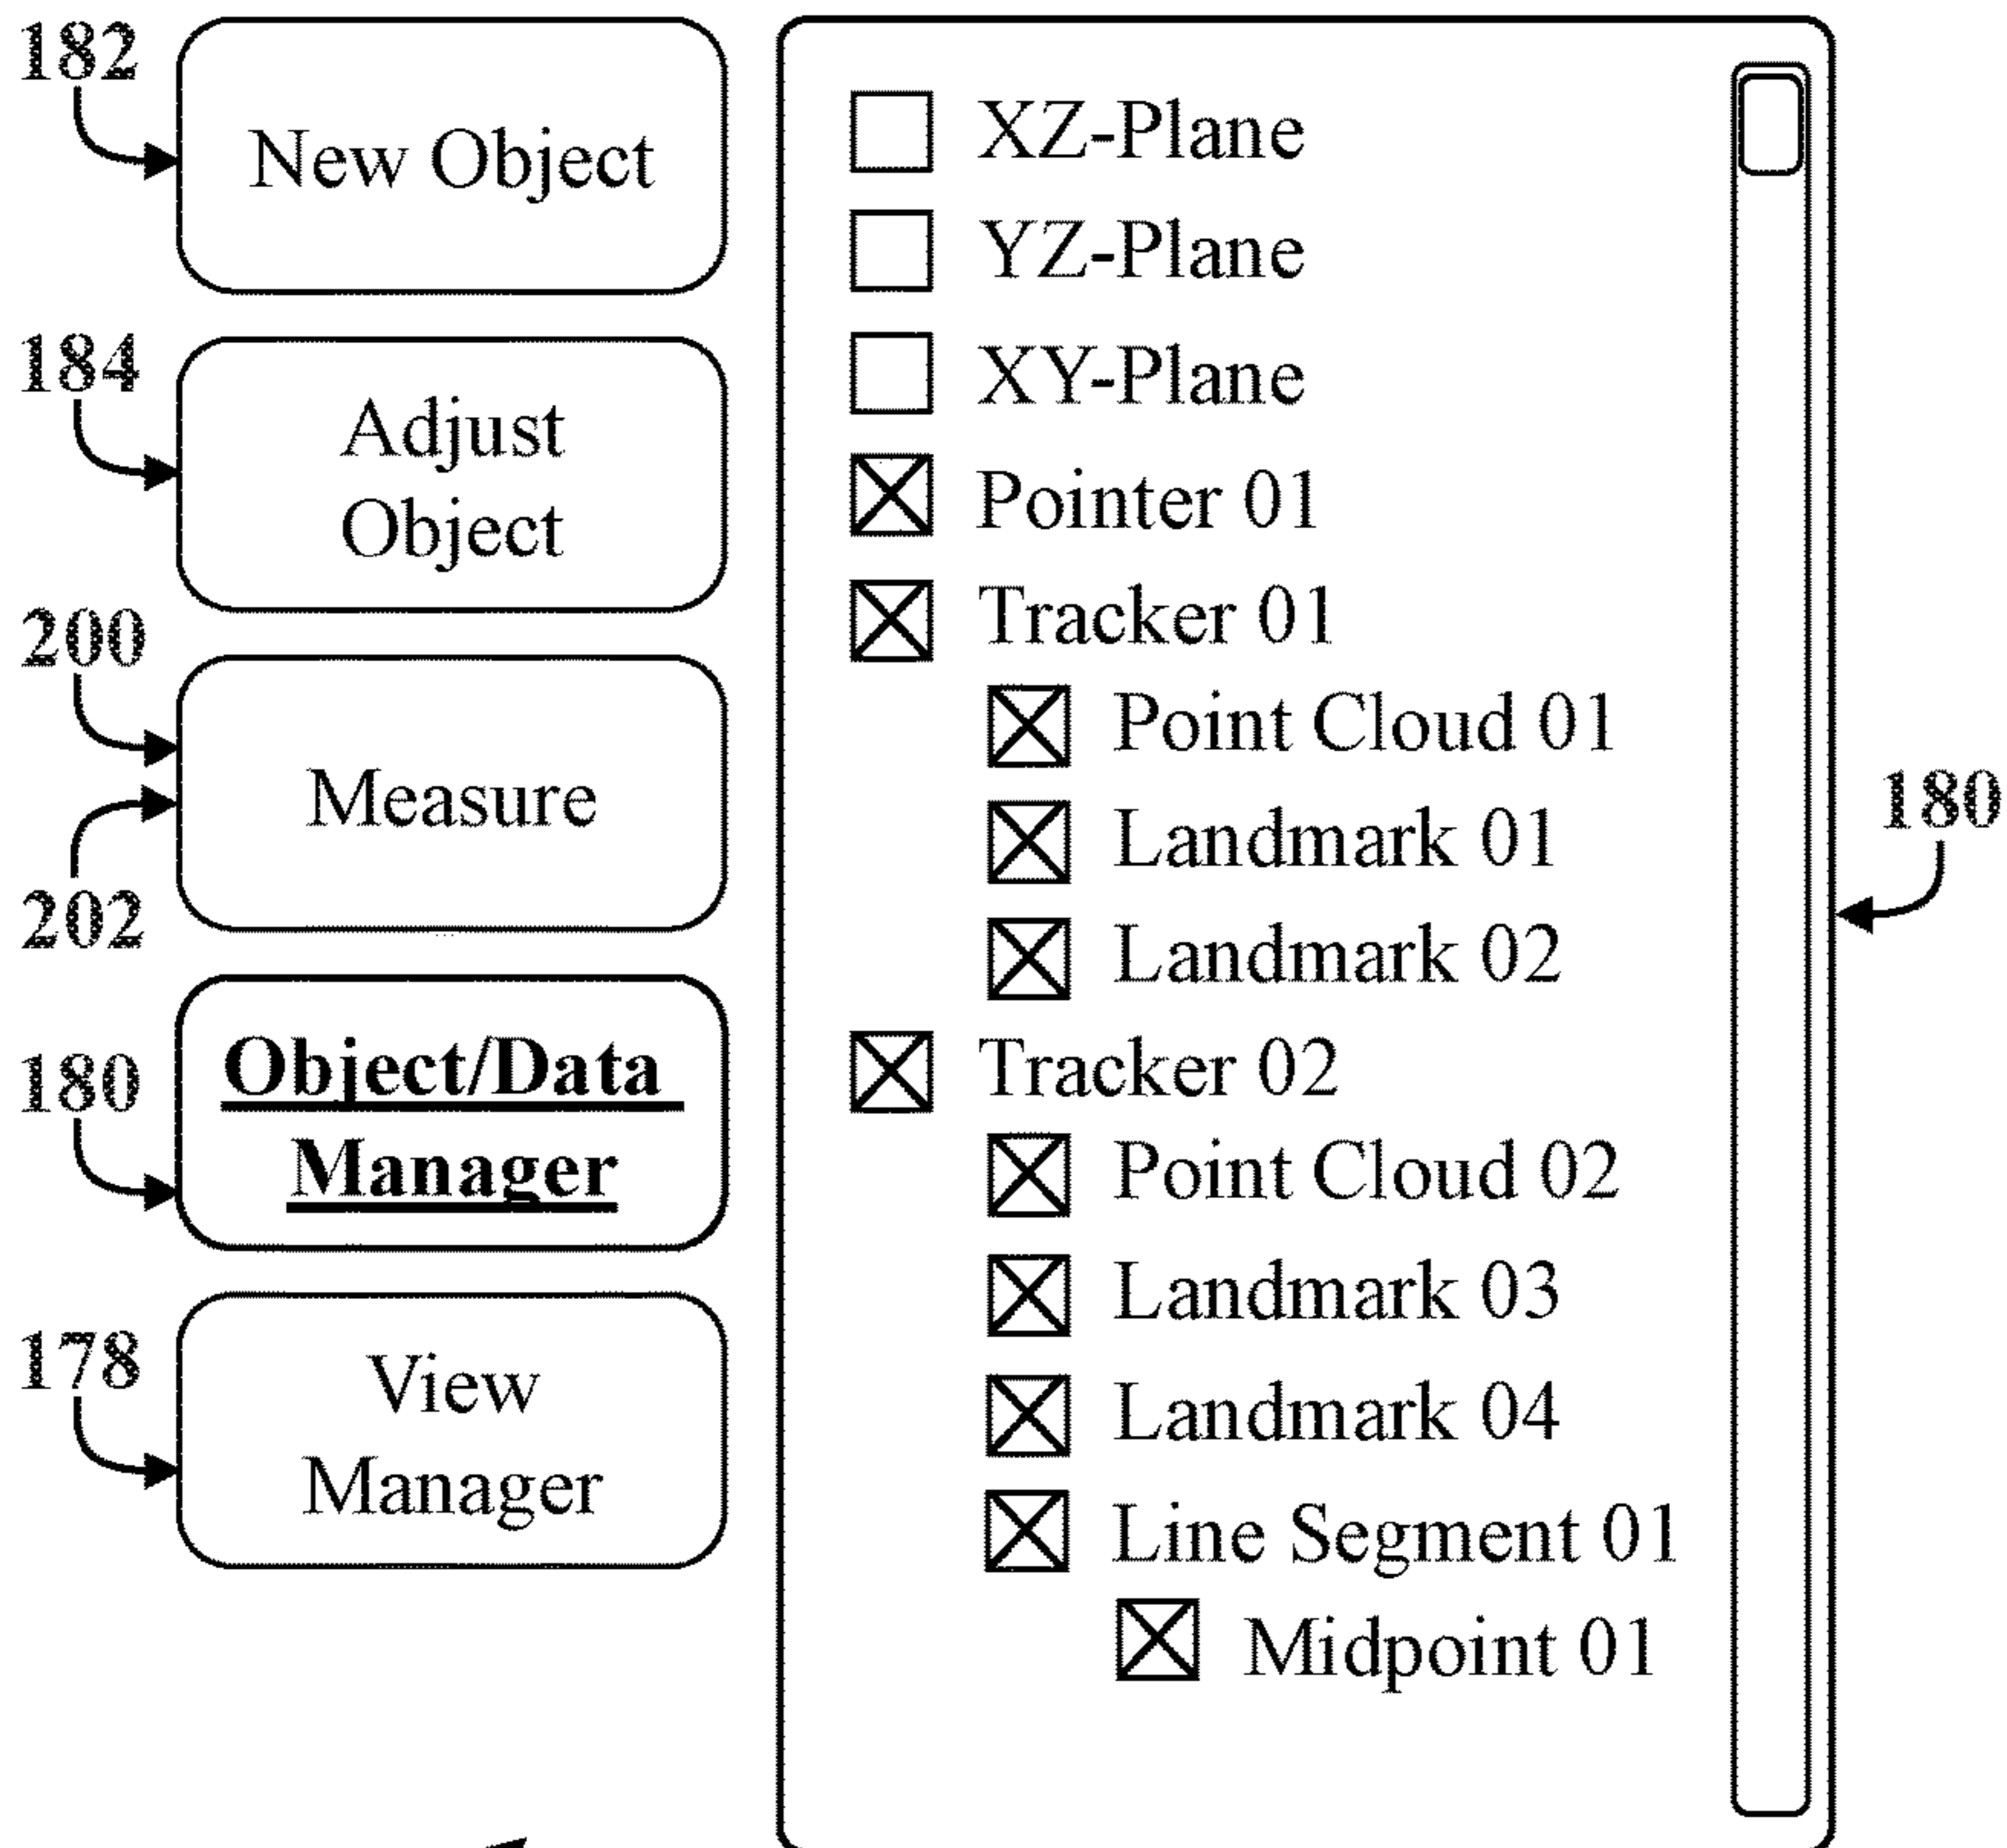 182
New Object
184
Adjust
Object
200
Measure
202
180
Object/Data
Manager
178
View
Manager
XZ-Plane
YZ-Plane
XY-Plane
Pointer 01
Tracker 01
Point Cloud 01
Landmark 01
Landmark 02
Tracker 02
Point Cloud 02
Landmark 03
Landmark 04
Line Segment 01
Midpoint 01
180